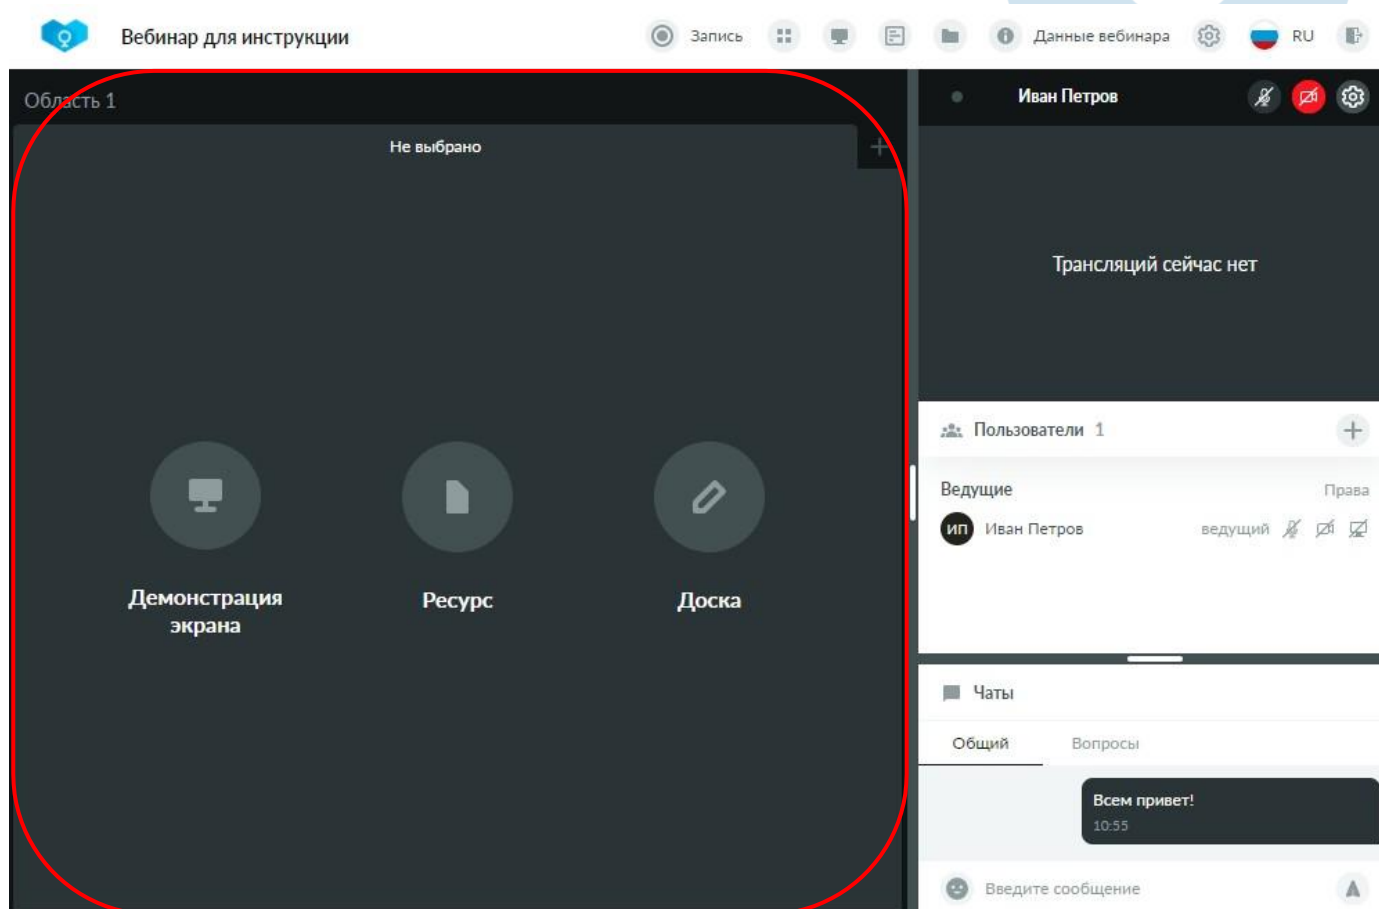 Вебинар для инструкции
Запись
Данные вебинара
RU
Область 1
Не выбрано
Демонстрация
экрана
Ресурс
Доска
Иван Петров
Трансляций сейчас нет
Пользователи 1
Ведущие
Права
ИП Иван Петров ведущий
Чаты
Общий
Вопросы
Всем привет!
10:55
Введите сообщение